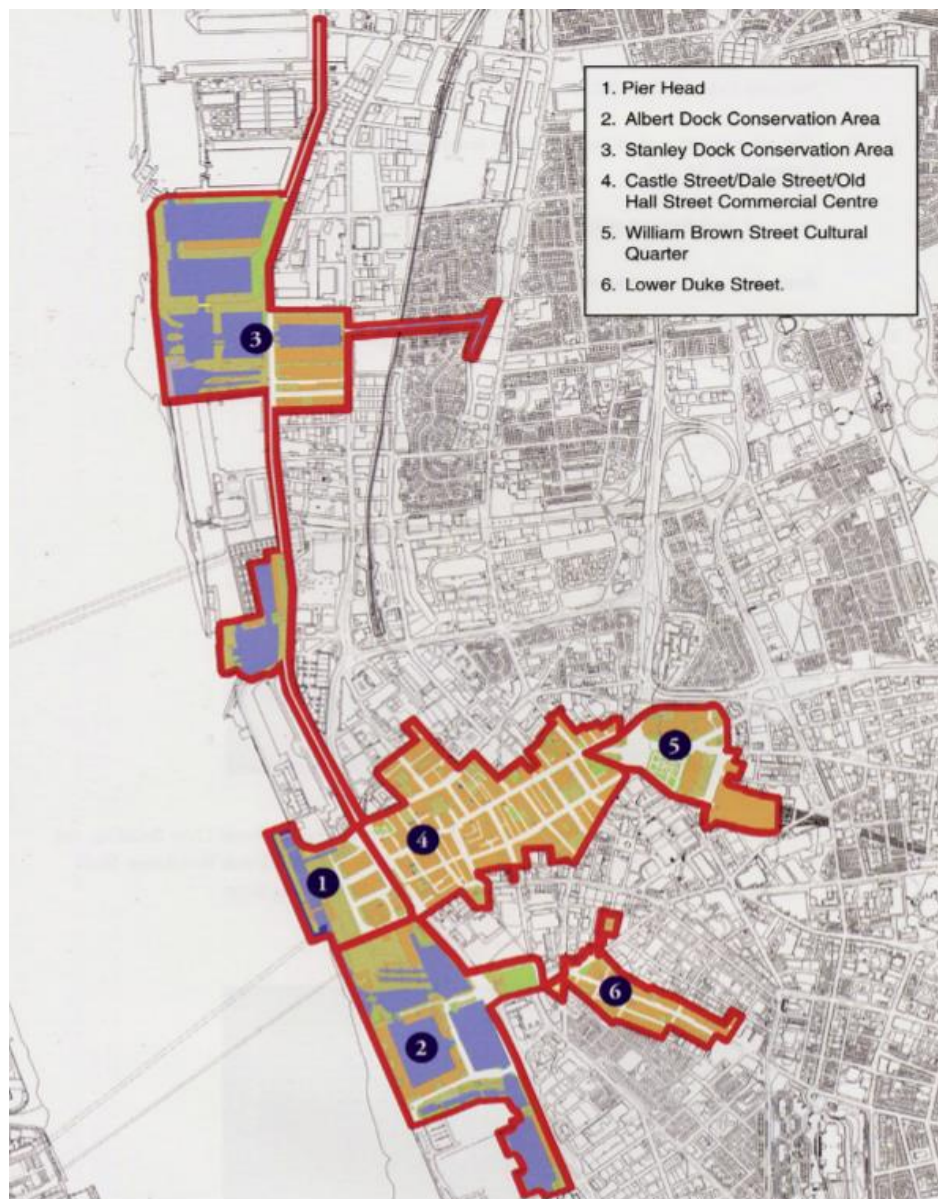 1. Pier Head
2. Albert Dock Conservation Area
3. Stanley Dock Conservation Area
4. Castle Street/Dale Street/Old
Hall Street Commercial Centre
5. William Brown Street Cultural
Quarter
6. Lower Duke Street.
3
5
4
1
6
2